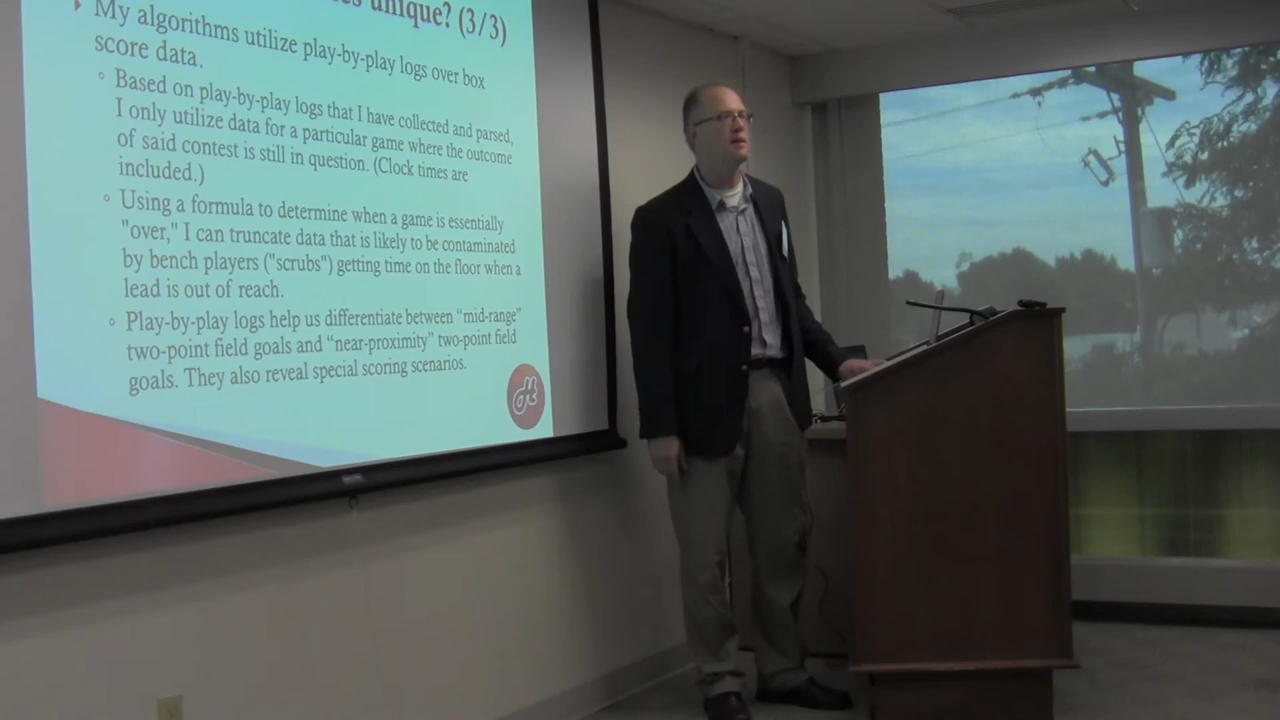 unique? (3/3)
My algorithms utilize play-by-play logs over box
score data.
Based on play-by-play logs that I have collected and parsed,
I only utilize data for a particular game where the outcome
of said contest is still in question. (Clock times are
included.)
Using a formula to determine when a game is essentially
"over," I can truncate data that is likely to be contaminated
by bench players ("scrubs") getting time on the floor when a
lead is out of reach.
Play-by-play logs help us differentiate between “mid-range”
two-point field goals and “near-proximity” two-point field
goals. They also reveal special scoring scenarios.